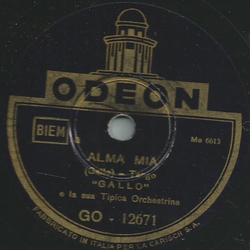 ODEON
BIEM
Mo 6613
ALMA MIA
(Gallo) - Tango
"GALLO"
e la sua Tipica Orchestrina
GO - 12671
FABBRICATO IN ITALIA PER LA CARISCH S.A.